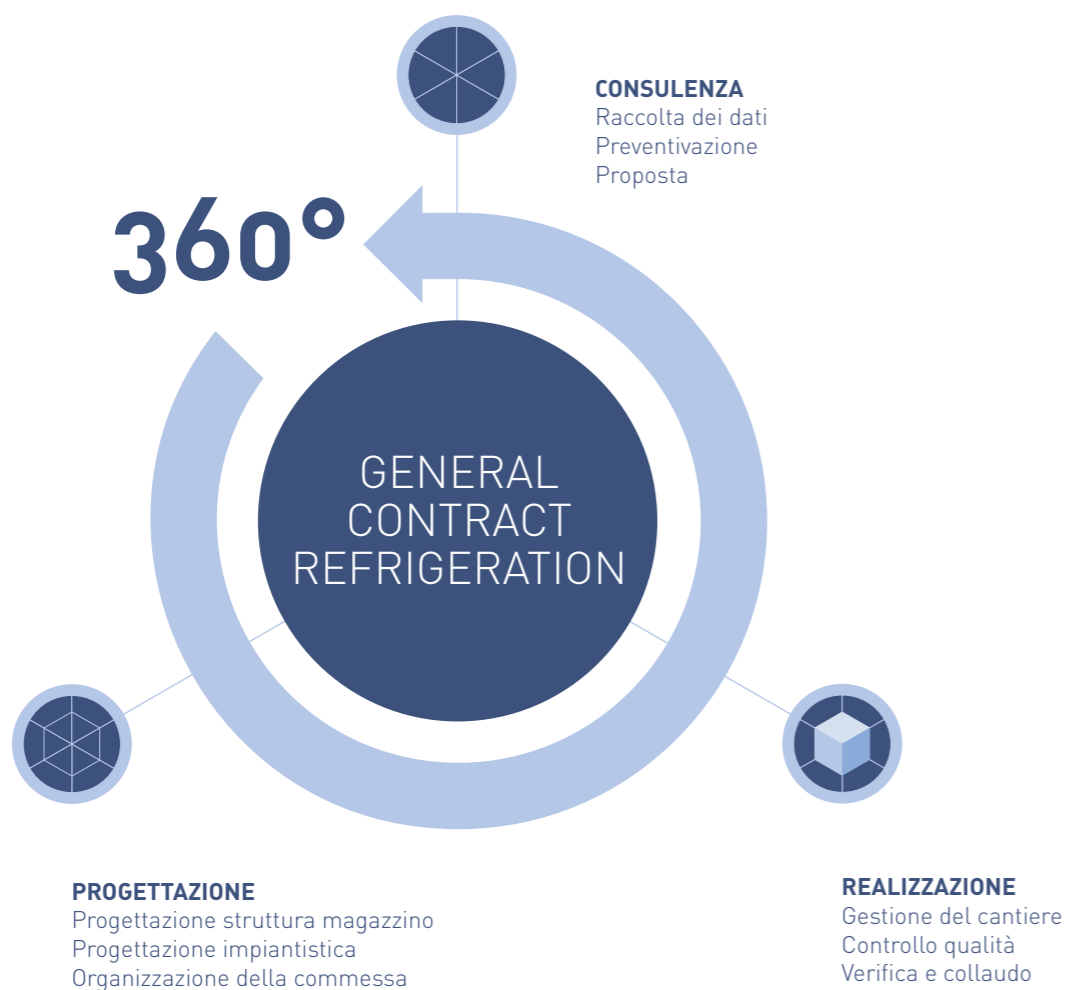 CONSULENZA
Raccolta dei dati
Preventivazione
Proposta
360°
GENERAL
CONTRACT
REFRIGERATION
PROGETTAZIONE
Progettazione struttura magazzino
Progettazione impiantistica
Organizzazione della commessa
REALIZZAZIONE
Gestione del cantiere
Controllo qualità
Verifica e collaudo